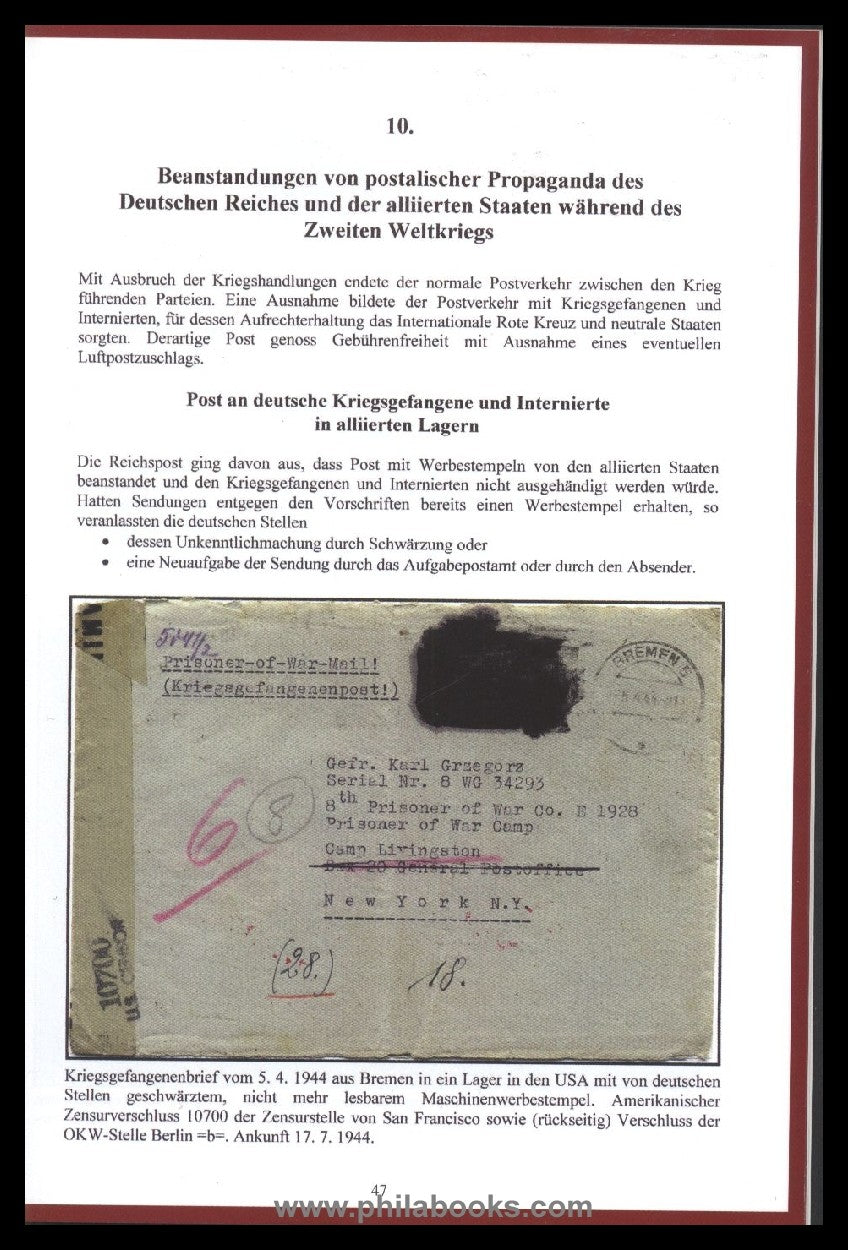 10.
Beanstandungen von postalischer Propaganda des
Deutschen Reiches und der alliierten Staaten während des
Zweiten Weltkriegs
Mit Ausbruch der Kriegshandlungen endete der normale Postverkehr zwischen den Krieg
führenden Parteien. Eine Ausnahme bildete der Postverkehr mit Kriegsgefangenen und
Internierten, für dessen Aufrechterhaltung das Internationale Rote Kreuz und neutrale Staaten
sorgten. Derartige Post genoss Gebührenfreiheit mit Ausnahme eines eventuellen
Luftpostzuschlags.
Post an deutsche Kriegsgefangene und Internierte
in alliierten Lagern
Die Reichspost ging davon aus, dass Post mit Werbestempeln von den alliierten Staaten
beanstandet und den Kriegsgefangenen und Internierten nicht ausgehändigt werden würde.
Hatten Sendungen entgegen den Vorschriften bereits einen Werbestempel erhalten, so
veranlassten die deutschen Stellen
• dessen Unkenntlichmachung durch Schwärzung oder
• eine Neuaufgabe der Sendung durch das Aufgabepostamt oder durch den Absender.
Prisoner-of-War-Mail!
(Kriegsgefangenenpost!)
BREMEN
Gefr. Karl Grzegorz
Serial Nr. 8 WG 34293
8th Prisoner of War Co. E 1928
Prisoner of War Camp
Camp Livingston
Box 20 General Postoffice
New York N.Y.
6
8
(28.)
18.
10700
U.S. CENSOR
Kriegsgefangenenbrief vom 5. 4. 1944 aus Bremen in ein Lager in den USA mit von deutschen
Stellen geschwärztem, nicht mehr lesbarem Maschinenwerbestempel. Amerikanischer
Zensurverschluss 10700 der Zensurstelle von San Francisco sowie (rückseitig) Verschluss der
OKW-Stelle Berlin =b=. Ankunft 17. 7. 1944.
47
www.philabooks.com